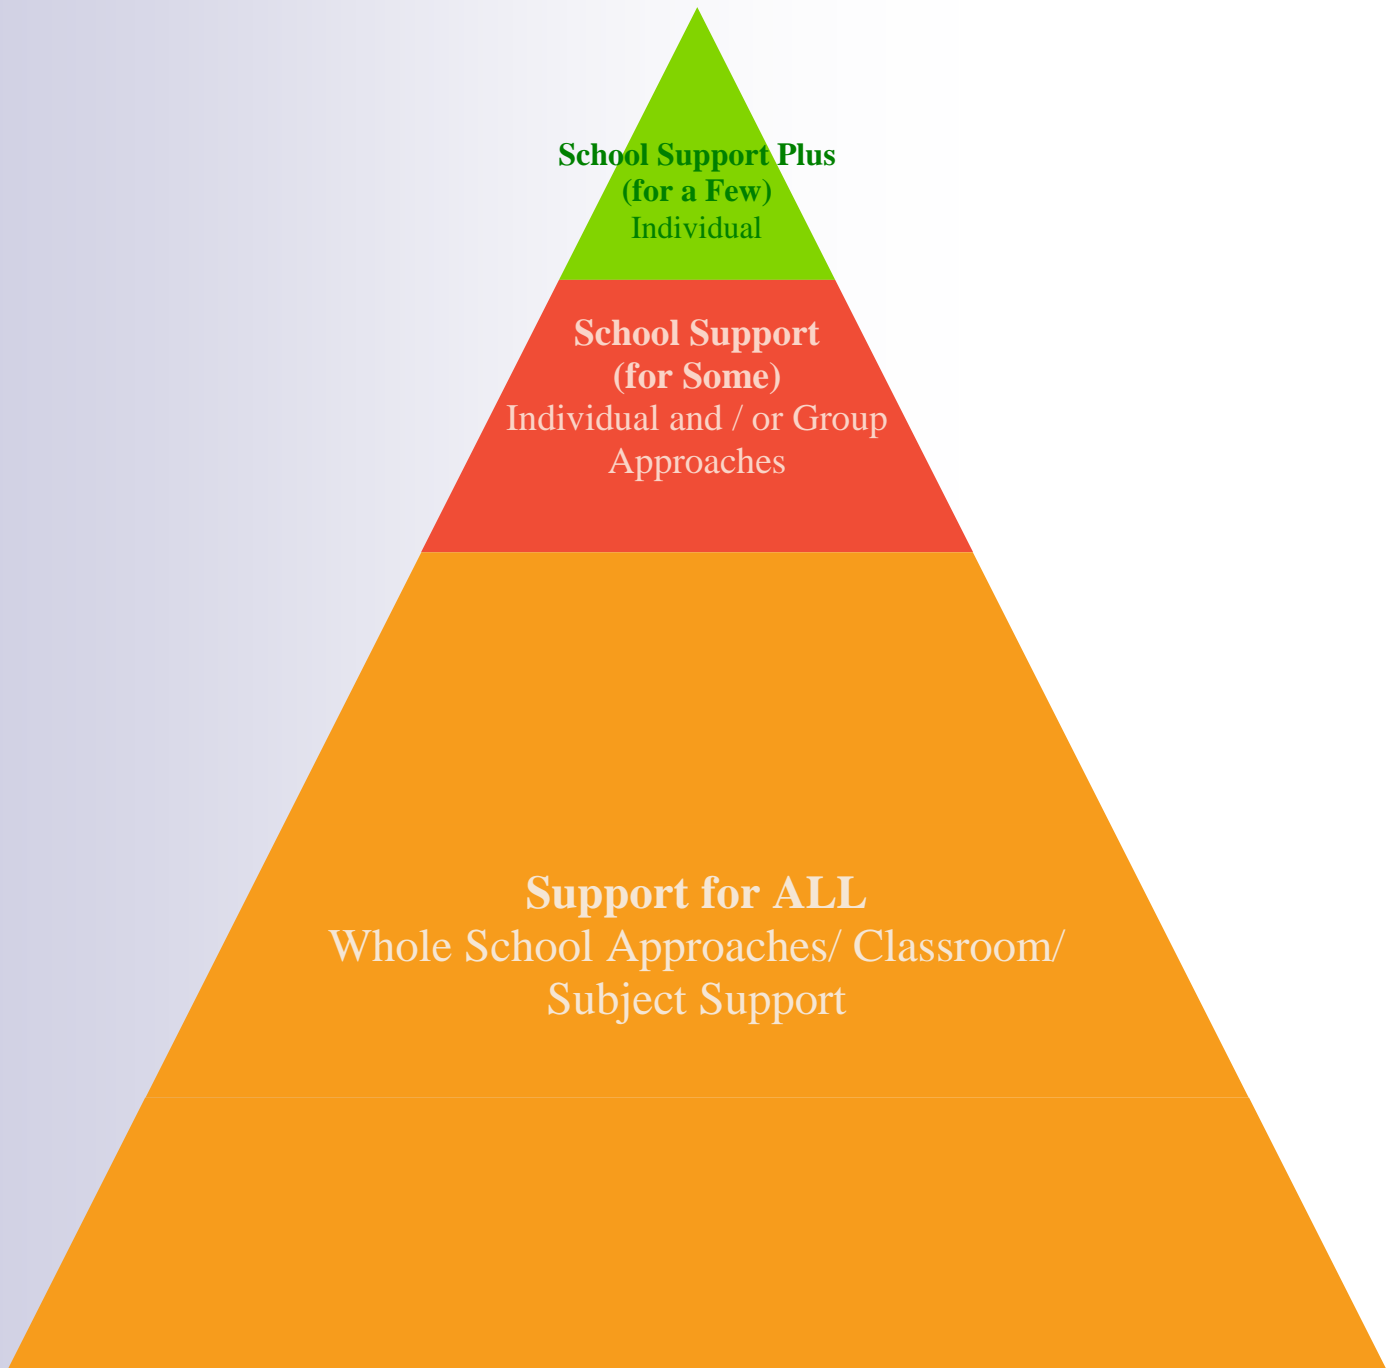 School Support Plus
(for a Few)
Individual
School Support
(for Some)
Individual and / or Group
Approaches
Support for ALL
Whole School Approaches/ Classroom/
Subject Support